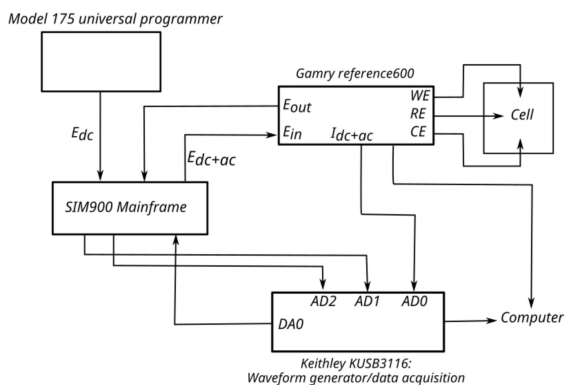 Model 175 universal programmer
Gamry reference600
WE
Eout
RE
Cell
Edc
Ein
Idc+ac
CE
Edc+ac
SIM900 Mainframe
AD2
AD1
AD0
DA0
Computer
Keithley KUSB3116:
Waveform generator/data acquisition